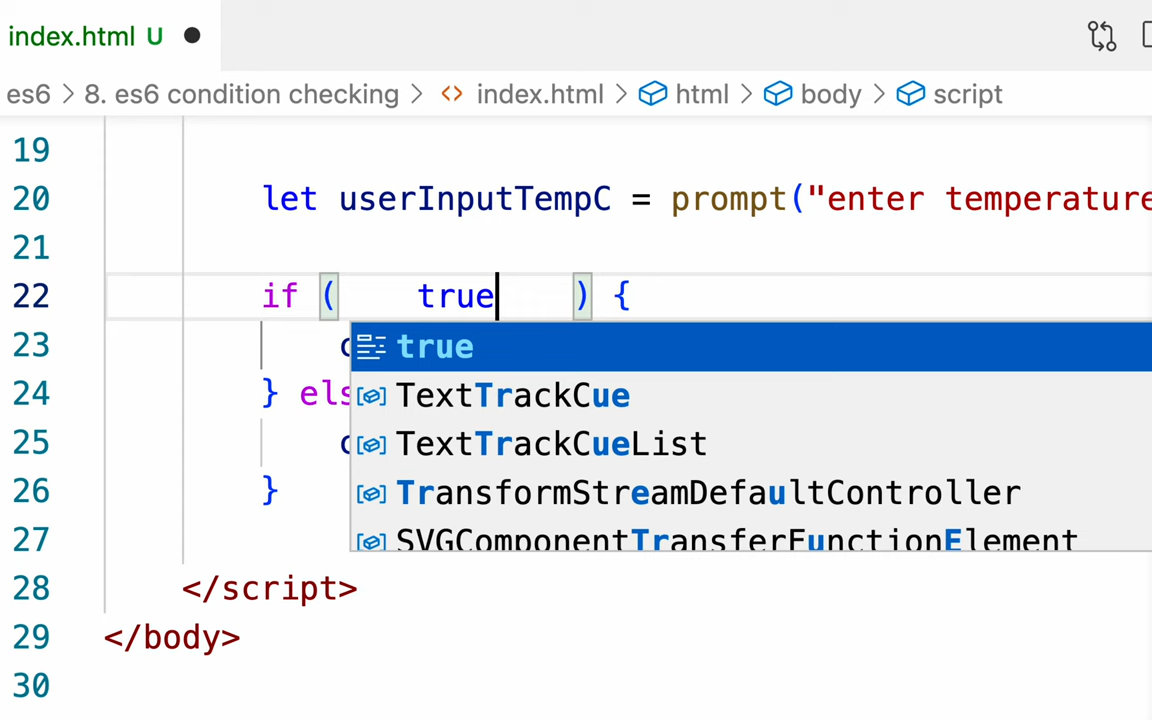 index.html U
es6 > 8. es6 condition checking > <> index.html > html > body > script
19
20 let userInputTempC = prompt("enter temperature
21
22 if ( true ) {
23 c
true
24 } els
TextTrackCue
25 c
TextTrackCueList
26 }
TransformStreamDefaultController
27
SVGComponentTransferFunctionElement
28 </script>
29 </body>
30